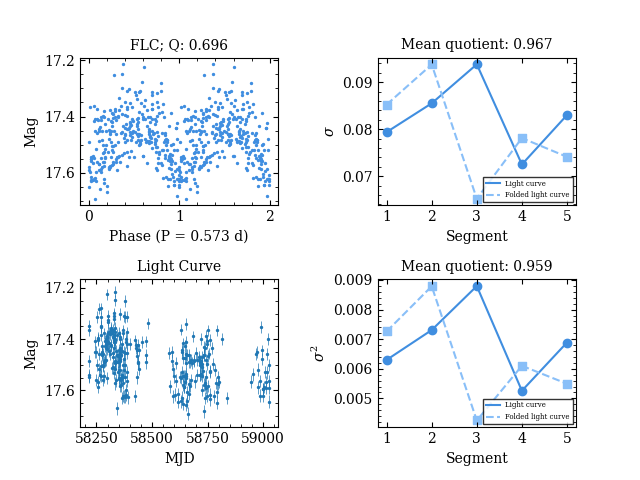 FLC; Q: 0.696
17.2
17.4
17.6
Mag
0
1
2
Phase (P = 0.573 d)
Mean quotient: 0.967
0.09
0.08
0.07
σ
Light curve
Folded light curve
1
2
3
4
5
Segment
Light Curve
17.2
17.4
17.6
Mag
58250
58500
58750
59000
MJD
Mean quotient: 0.959
0.009
0.008
0.007
0.006
0.005
σ²
Light curve
Folded light curve
1
2
3
4
5
Segment